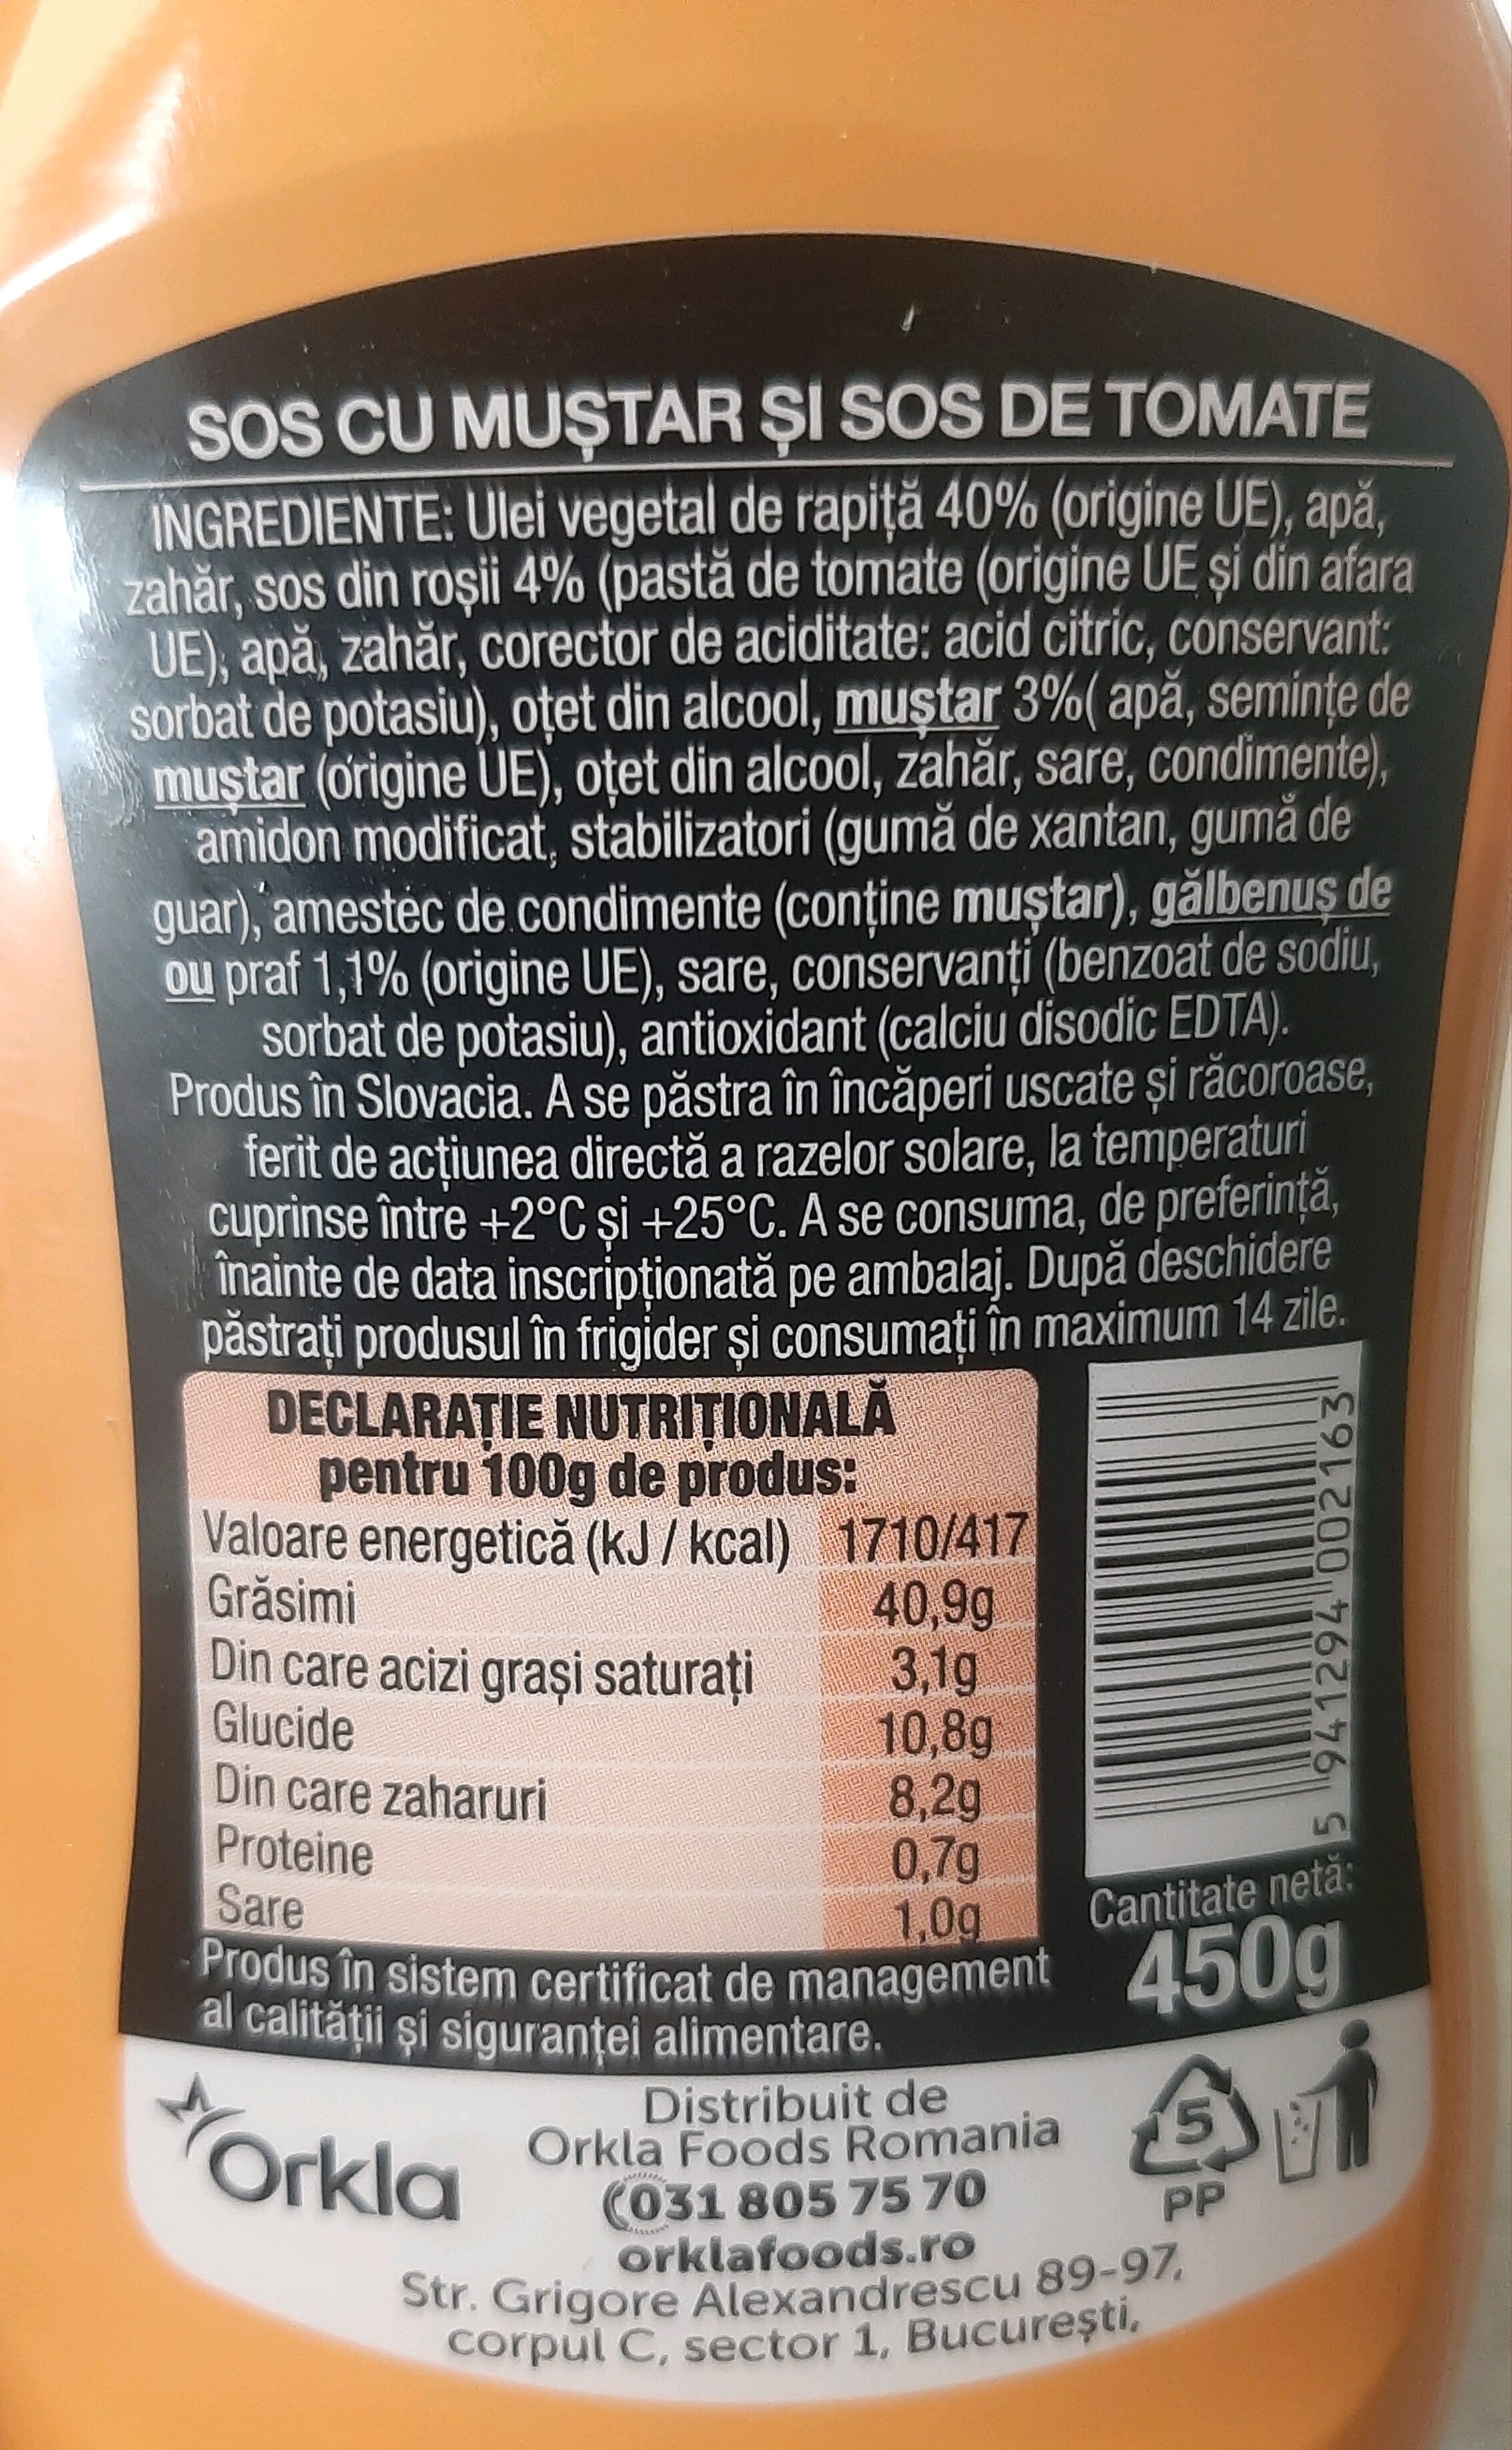 SOS CU MUȘTAR ȘI SOS DE TOMATE
INGREDIENTE: Ulei vegetal de rapiță 40% (origine UE), apă,
zahăr, sos din roșii 4% (pastă de tomate (origine UE și din afara
UE), apă, zahăr, corector de aciditate: acid citric, conservant:
sorbat de potasiu), oțet din alcool, muștar 3%( apă, semințe de
muștar (origine UE), oțet din alcool, zahăr, sare, condimente),
amidon modificat, stabilizatori (gumă de xantan, gumă de
guar), amestec de condimente (conține muștar), gălbenuș de
ou praf 1,1% (origine UE), sare, conservanți (benzoat de sodiu,
sorbat de potasiu), antioxidant (calciu disodic EDTA).
Produs în Slovacia. A se păstra în încăperi uscate și răcoroase,
ferit de acțiunea directă a razelor solare, la temperaturi
cuprinse între +2°C și +25°C. A se consuma, de preferință,
înainte de data inscripționată pe ambalaj. După deschidere
păstrați produsul în frigider și consumați în maximum 14 zile.
DECLARAȚIE NUTRIȚIONALĂ
pentru 100g de produs:
Valoare energetică (kJ / kcal) 1710/417
Grăsimi 40,9g
Din care acizi grași saturați 3,1g
Glucide 10,8g
Din care zaharuri 8,2g
Proteine 0,7g
Sare 1,0g
5 941294 002163
Cantitate netă:
450g
Produs în sistem certificat de management
al calității și siguranței alimentare.
Orkla
Distribuit de
Orkla Foods Romania
031 805 75 70
orklafoods.ro
Str. Grigore Alexandrescu 89-97,
corpul C, sector 1, București,
5
PP